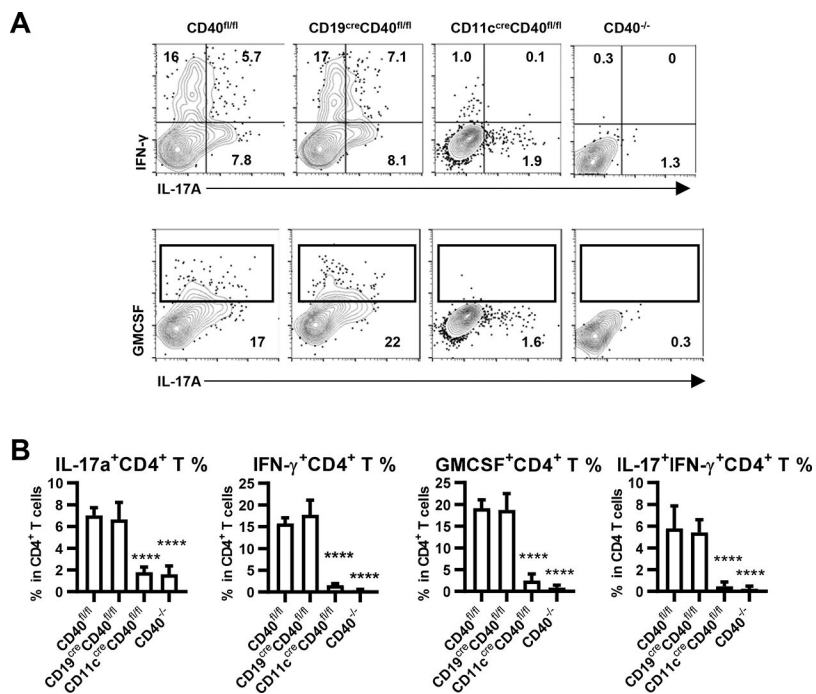 A
CD40fl/fl
CD19creCD40fl/fl
CD11ccreCD40fl/fl
CD40-/-
16 5.7
17 7.1
1.0 0.1
0.3 0
7.8
8.1
1.9
1.3
IFN-γ
IL-17A
17
22
1.6
0.3
GMCSF
IL-17A
B
IL-17a+CD4+ T %
% in CD4+ T cells
10
8
6
4
2
0
****
****
CD40fl/fl
CD19creCD40fl/fl
CD11ccreCD40fl/fl
CD40-/-
IFN-γ+CD4+ T %
% in CD4+ T cells
25
20
15
10
5
0
****
****
CD40fl/fl
CD19creCD40fl/fl
CD11ccreCD40fl/fl
CD40-/-
GMCSF+CD4+ T %
% in CD4+ T cells
25
20
15
10
5
0
****
****
CD40fl/fl
CD19creCD40fl/fl
CD11ccreCD40fl/fl
CD40-/-
IL-17+IFN-γ+CD4+ T %
% in CD4 T cells
10
8
6
4
2
0
****
****
CD40fl/fl
CD19creCD40fl/fl
CD11ccreCD40fl/fl
CD40-/-